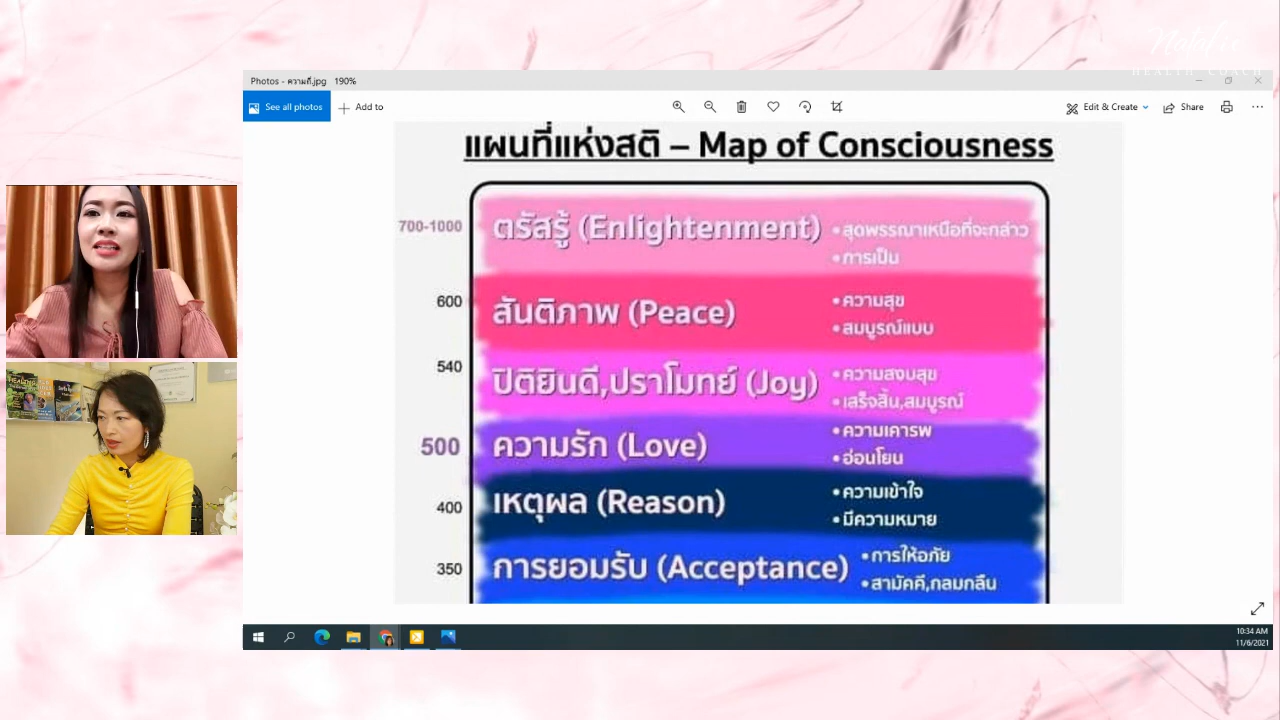 HEALTH COACH
Photos - ความถี่.jpg 190%
See all photos
Add to
Edit & Create
Share
แผนที่แห่งสติ – Map of Consciousness
700-1000
ตรัสรู้ (Enlightenment)
•สุดพรรณาเหนือที่จะกล่าว
•การเป็น
600
สันติภาพ (Peace)
•ความสุข
•สมบูรณ์แบบ
540
ปิติยินดี,ปราโมทย์ (Joy)
•ความสงบสุข
•เสร็จสิ้น,สมบูรณ์
500
ความรัก (Love)
•ความเคารพ
•อ่อนโยน
400
เหตุผล (Reason)
•ความเข้าใจ
•มีความหมาย
350
การยอมรับ (Acceptance)
•การให้อภัย
•สามัคคี,กลมกลืน
10:34 AM
11/6/2021